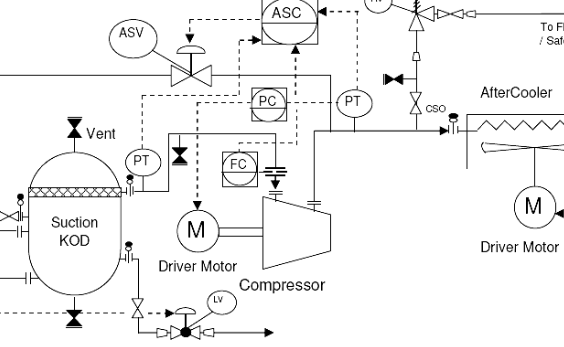 ASC
ASV
To Fl
/ Safe
PC
PT
CSO
AfterCooler
Vent
PT
FC
Suction
KOD
M
M
Driver Motor
Driver Motor
Compressor
LV